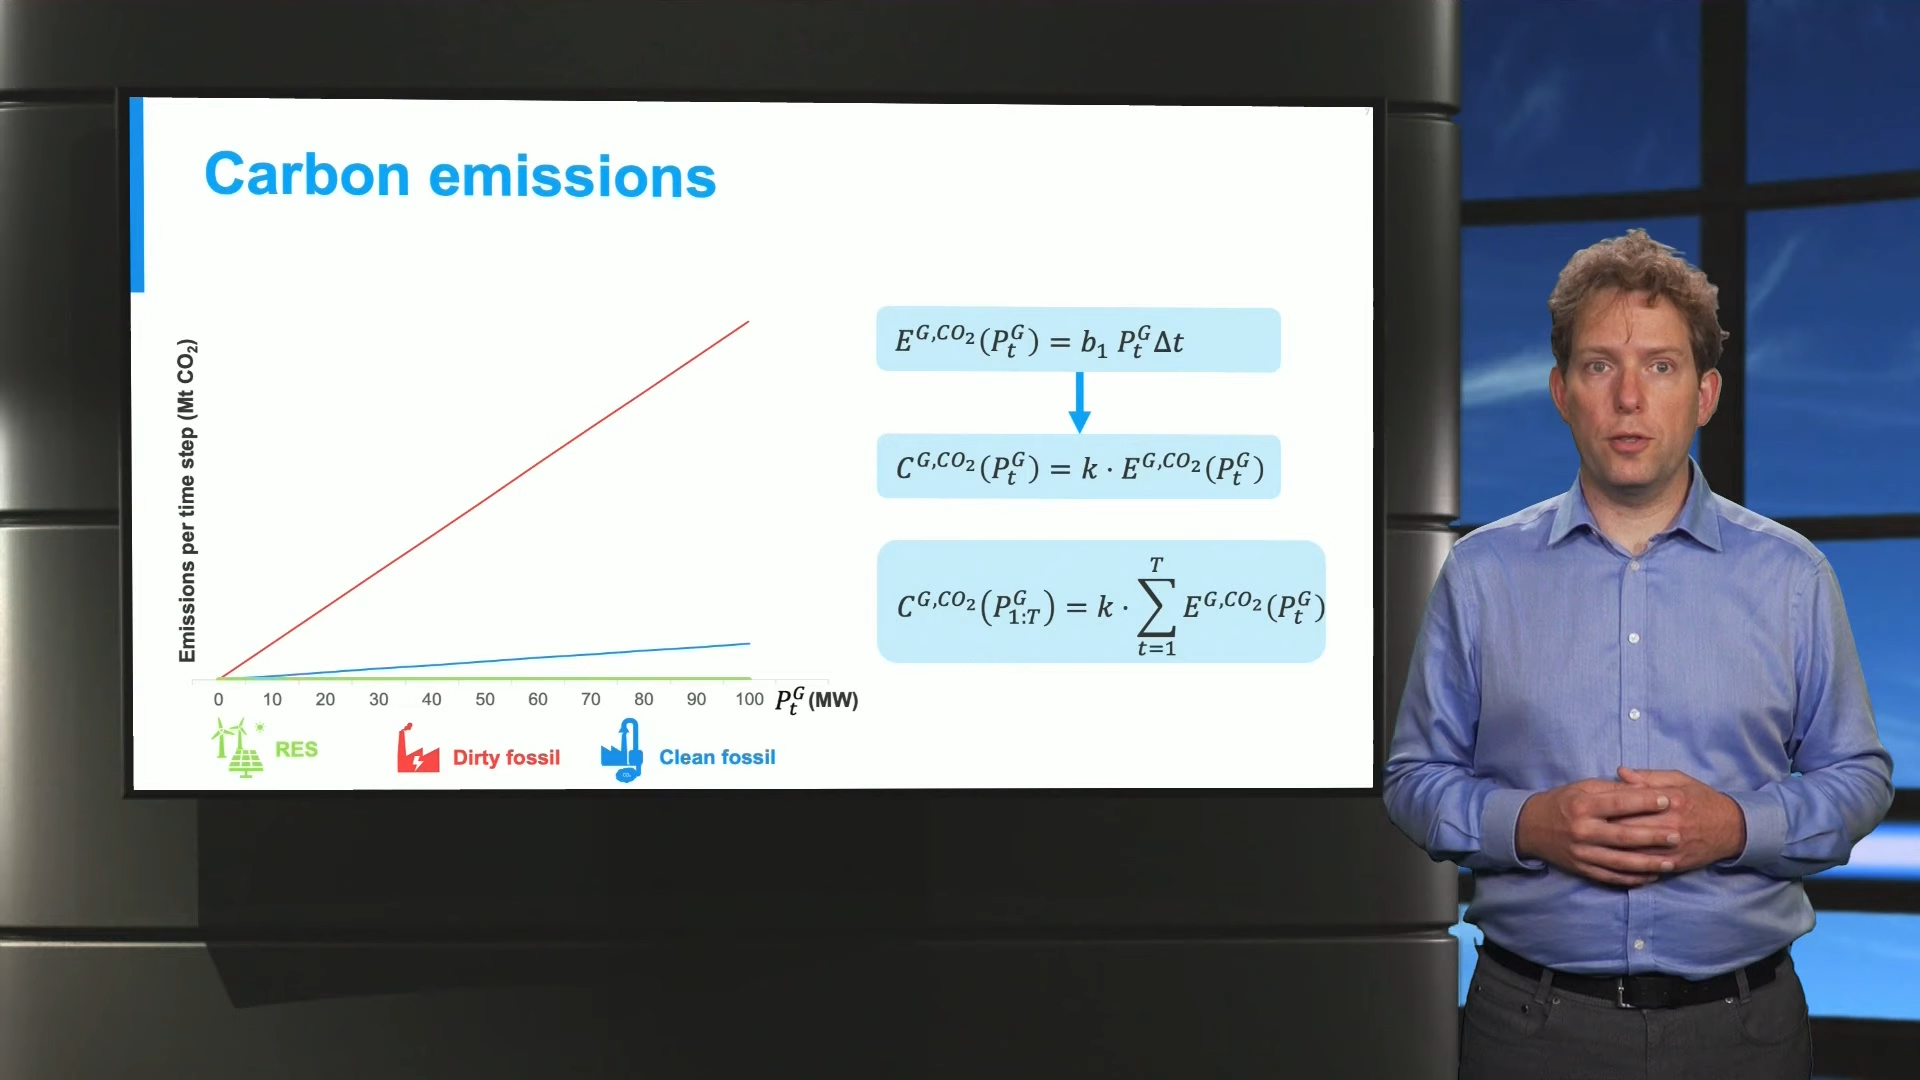 7
Carbon emissions
Emissions per time step (Mt CO₂)
0 10 20 30 40 50 60 70 80 90 100 P_t^G (MW)
RES
Dirty fossil
Clean fossil
CO₂
E^{G,CO₂}(P_t^G) = b₁ P_t^G Δt
C^{G,CO₂}(P_t^G) = k · E^{G,CO₂}(P_t^G)
C^{G,CO₂}(P_{1:T}^G) = k · ∑_{t=1}^{T} E^{G,CO₂}(P_t^G)